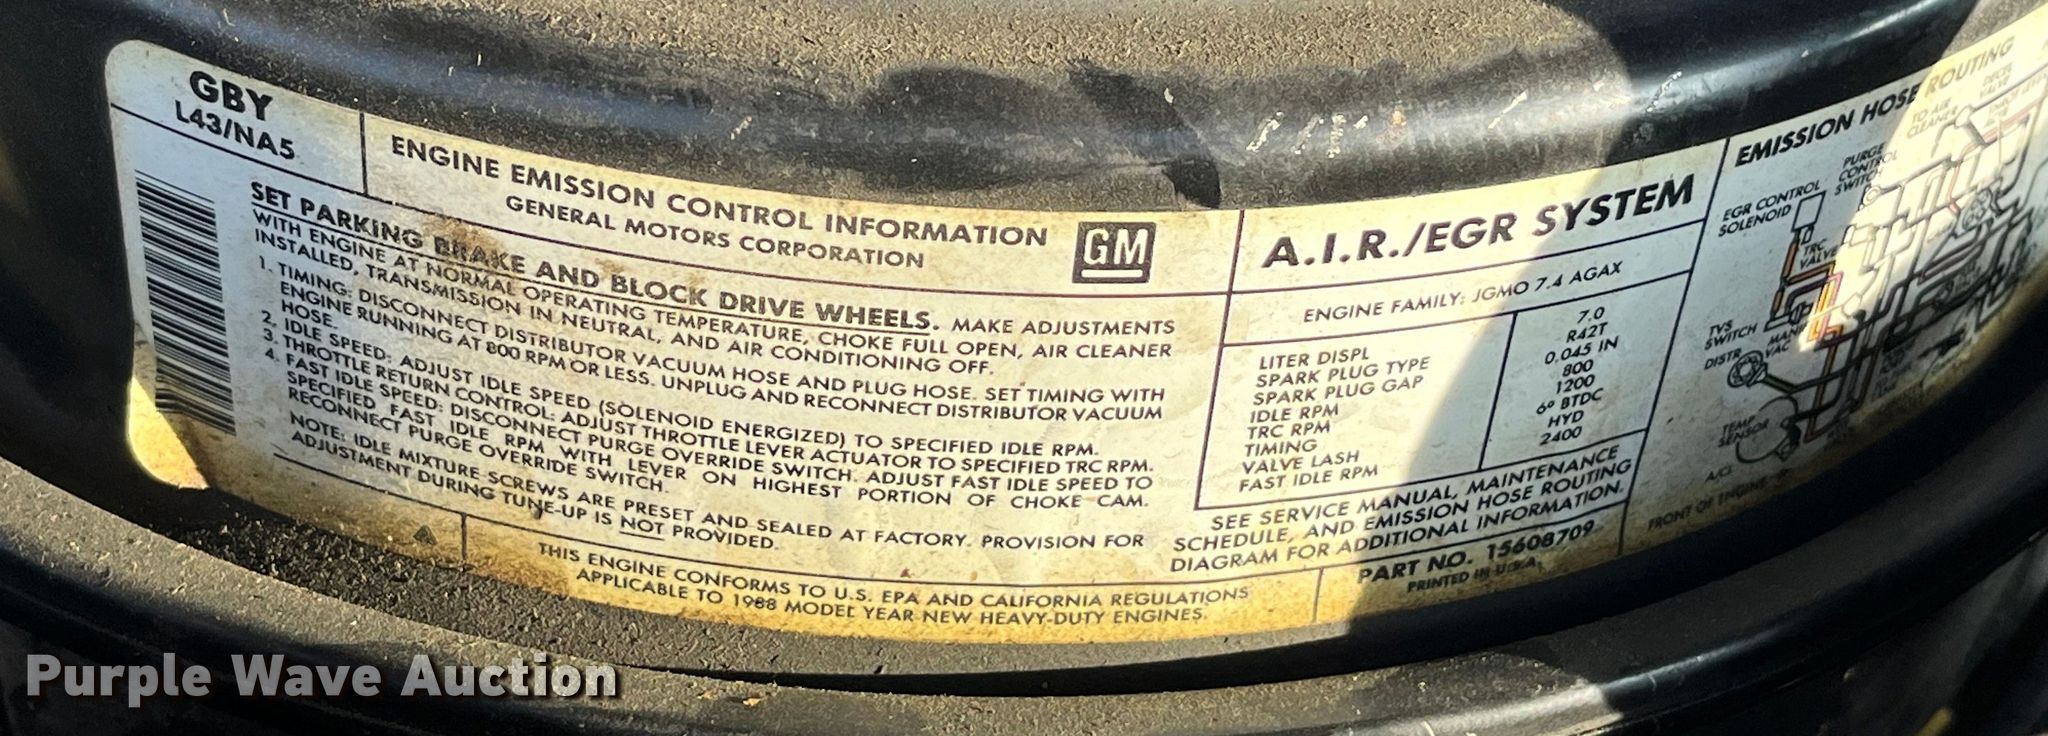 GBY
L43/NA5
ENGINE EMISSION CONTROL INFORMATION
GENERAL MOTORS CORPORATION
GM
SET PARKING BRAKE AND BLOCK DRIVE WHEELS. MAKE ADJUSTMENTS
WITH ENGINE AT NORMAL OPERATING TEMPERATURE, CHOKE FULL OPEN, AIR CLEANER
INSTALLED, TRANSMISSION IN NEUTRAL, AND AIR CONDITIONING OFF.
1. TIMING: DISCONNECT DISTRIBUTOR VACUUM HOSE AND PLUG HOSE. SET TIMING WITH
ENGINE RUNNING AT 800 RPM OR LESS. UNPLUG AND RECONNECT DISTRIBUTOR VACUUM
HOSE.
2. IDLE SPEED: ADJUST IDLE SPEED (SOLENOID ENERGIZED) TO SPECIFIED IDLE RPM.
3. THROTTLE RETURN CONTROL: ADJUST THROTTLE LEVER ACTUATOR TO SPECIFIED TRC RPM.
4. FAST IDLE SPEED: DISCONNECT PURGE OVERRIDE SWITCH. ADJUST FAST IDLE SPEED TO
SPECIFIED FAST IDLE RPM WITH LEVER ON HIGHEST PORTION OF CHOKE CAM.
RECONNECT PURGE OVERRIDE SWITCH.
NOTE: IDLE MIXTURE SCREWS ARE PRESET AND SEALED AT FACTORY. PROVISION FOR
ADJUSTMENT DURING TUNE-UP IS NOT PROVIDED.
THIS ENGINE CONFORMS TO U.S. EPA AND CALIFORNIA REGULATIONS
APPLICABLE TO 1988 MODEL YEAR NEW HEAVY-DUTY ENGINES.
A.I.R./EGR SYSTEM
ENGINE FAMILY: JGMO 7.4 AGAX
LITER DISPL 7.0
SPARK PLUG TYPE R42T
SPARK PLUG GAP 0.045 IN
IDLE RPM 800
TRC RPM 1200
TIMING 6º BTDC
VALVE LASH HYD
FAST IDLE RPM 2400
SEE SERVICE MANUAL, MAINTENANCE
SCHEDULE, AND EMISSION HOSE ROUTING
DIAGRAM FOR ADDITIONAL INFORMATION.
PART NO. 15608709
PRINTED IN U.S.A.
EMISSION HOSE ROUTING
DECEL
VALVE
TO AIR
CLEANER
PURGE
CONTROL
SWITCH
EGR CONTROL
SOLENOID
TRC
VALVE
TVS
SWITCH
MANIF
VAC
DISTR
TEMP
SENSOR
A/CL
FRONT OF ENGINE
Purple Wave Auction